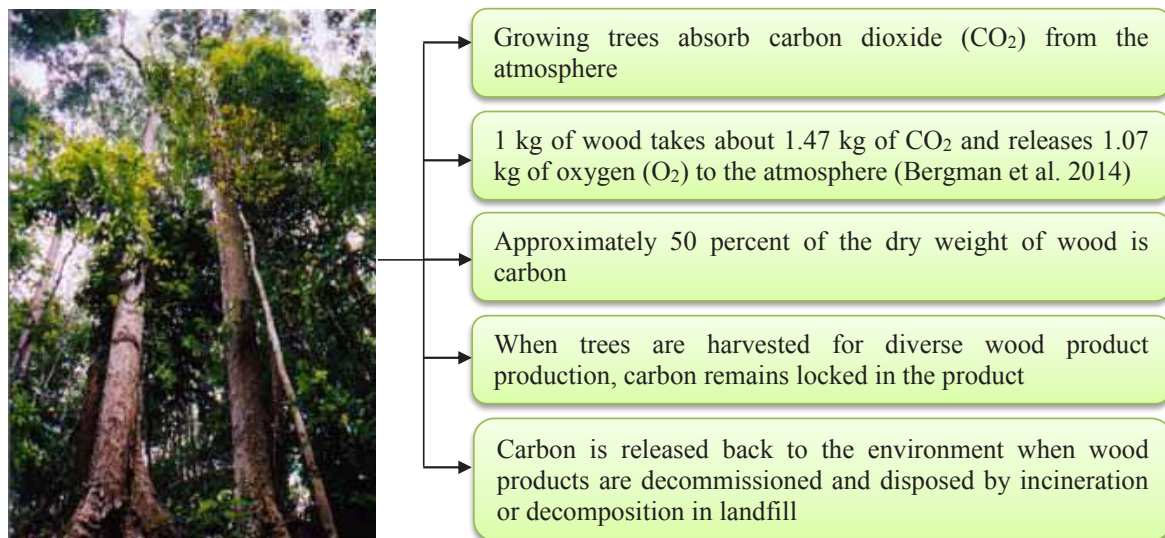 Growing trees absorb carbon dioxide (CO₂) from the
atmosphere
1 kg of wood takes about 1.47 kg of CO₂ and releases 1.07
kg of oxygen (O₂) to the atmosphere (Bergman et al. 2014)
Approximately 50 percent of the dry weight of wood is
carbon
When trees are harvested for diverse wood product
production, carbon remains locked in the product
Carbon is released back to the environment when wood
products are decommissioned and disposed by incineration
or decomposition in landfill